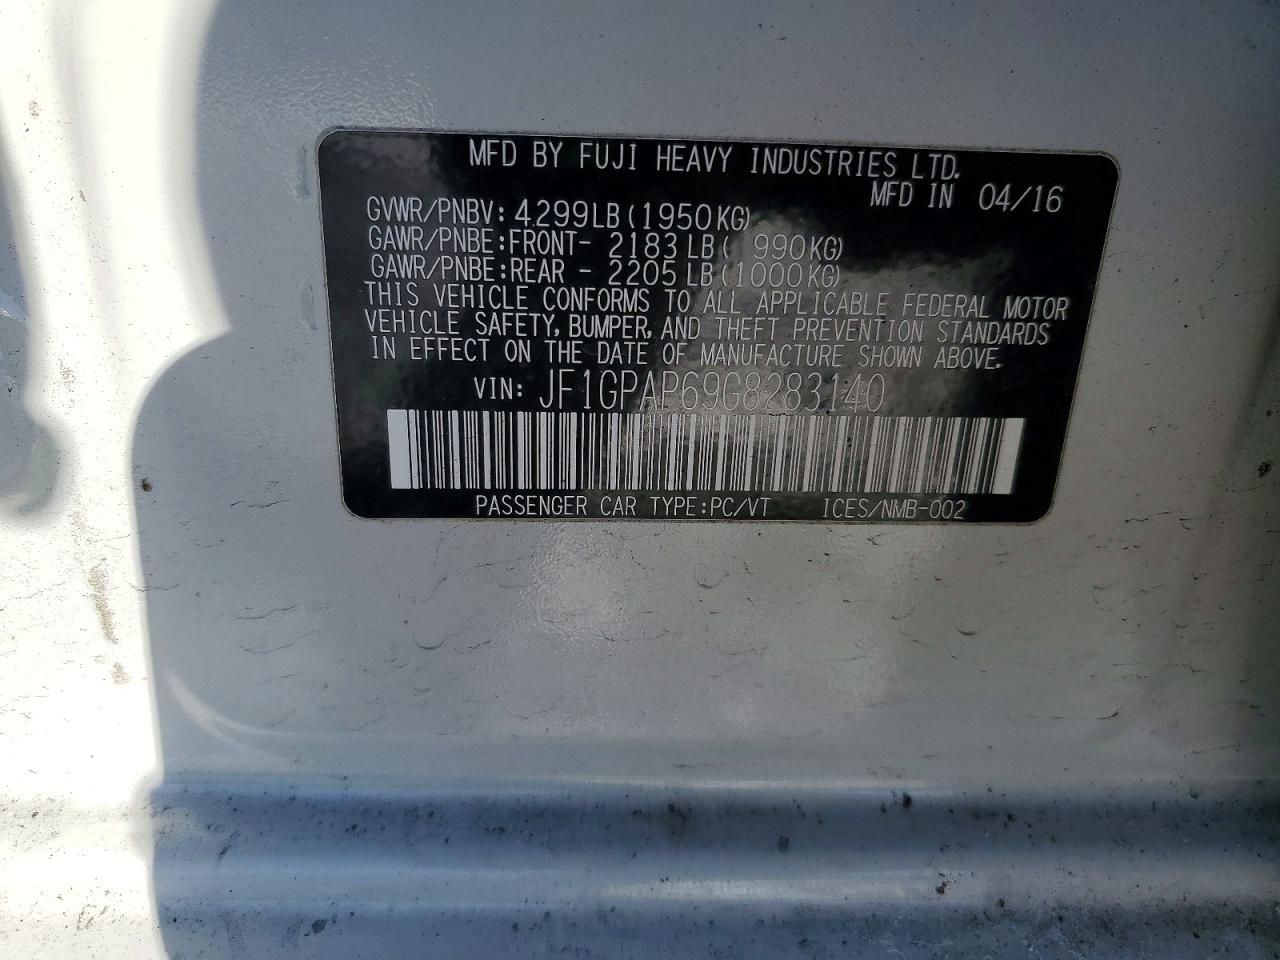 MFD BY FUJI HEAVY INDUSTRIES LTD.
MFD IN 04/16
GVWR/PNBV: 4299LB (1950KG)
GAWR/PNBE:FRONT- 2183LB( 990KG)
GAWR/PNBE:REAR - 2205LB(1000KG)
THIS VEHICLE CONFORMS TO ALL APPLICABLE FEDERAL MOTOR
VEHICLE SAFETY, BUMPER, AND THEFT PREVENTION STANDARDS
IN EFFECT ON THE DATE OF MANUFACTURE SHOWN ABOVE.
VIN: JF1GPAP69G8283140
PASSENGER CAR TYPE:PC/VT ICES/NMB-002